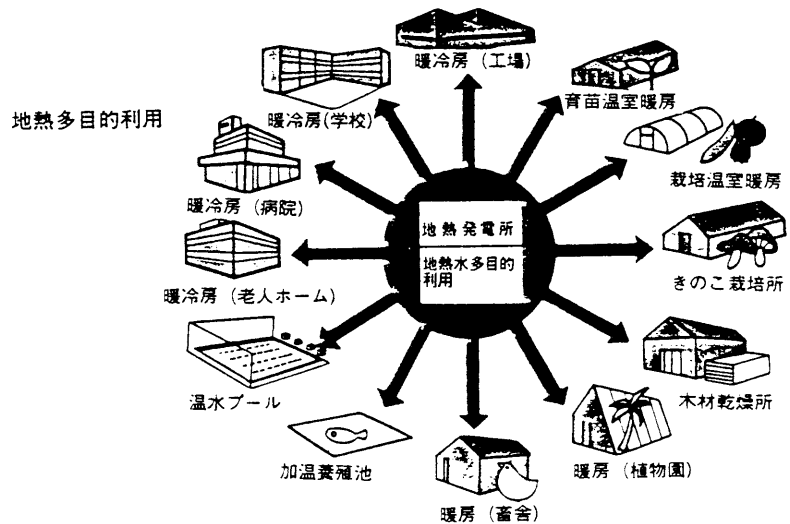 地熱多目的利用
暖冷房（工場）
育苗温室暖房
栽培温室暖房
きのこ栽培所
木材乾燥所
暖房（植物園）
暖房（畜舎）
加温養殖池
温水プール
暖冷房（老人ホーム）
暖冷房（病院）
暖冷房(学校)
地熱発電所
地熱水多目的
利用